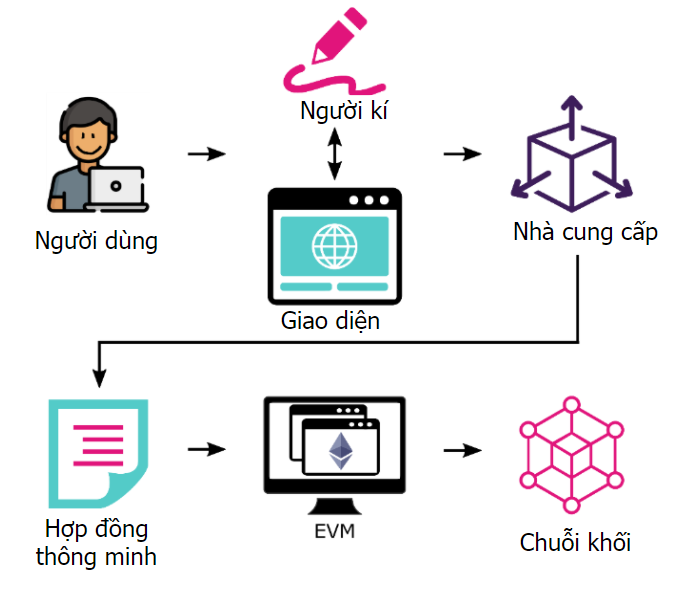 Người kí
Người dùng
Nhà cung cấp
Giao diện
Hợp đồng
thông minh
EVM
Chuỗi khối